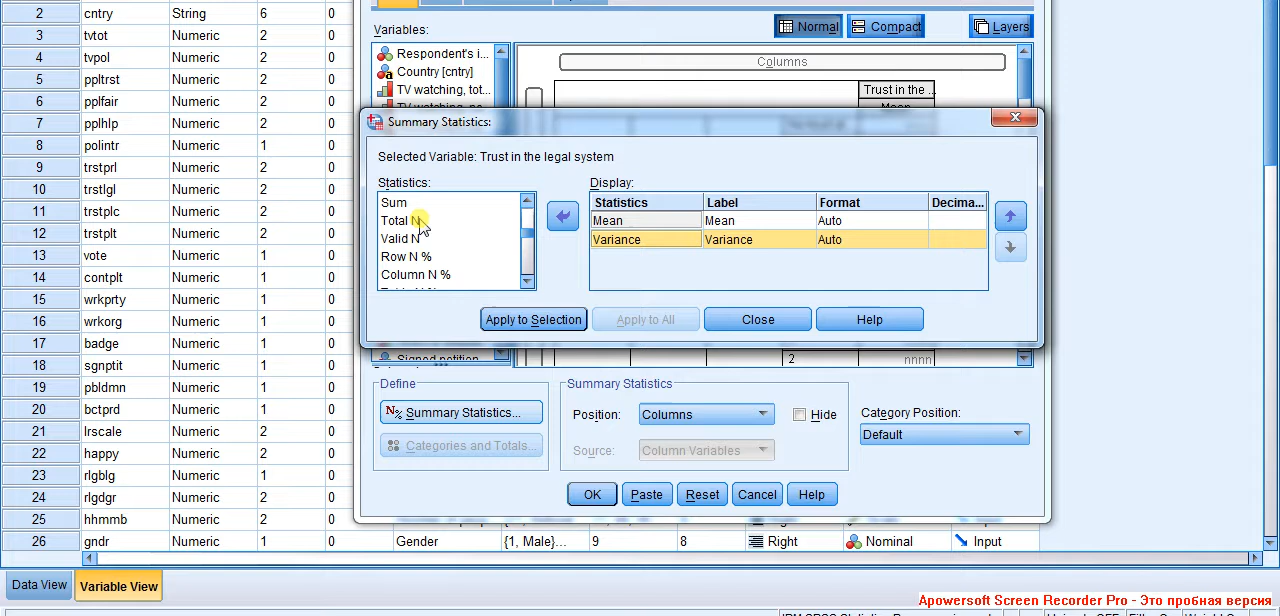 2 cntry String 6 0
3 tvtot Numeric 2 0
4 tvpol Numeric 2 0
5 ppltrst Numeric 2 0
6 pplfair Numeric 2 0
7 pplhlp Numeric 2 0
8 polintr Numeric 1 0
9 trstprl Numeric 2 0
10 trstlgl Numeric 2 0
11 trstplc Numeric 2 0
12 trstplt Numeric 2 0
13 vote Numeric 1 0
14 contplt Numeric 1 0
15 wrkprty Numeric 1 0
16 wrkorg Numeric 1 0
17 badge Numeric 1 0
18 sgnptit Numeric 1 0
19 pbldmn Numeric 1 0
20 bctprd Numeric 1 0
21 lrscale Numeric 2 0
22 happy Numeric 2 0
23 rlgblg Numeric 1 0
24 rlgdgr Numeric 2 0
25 hhmmb Numeric 2 0
26 gndr Numeric 1 0 Gender {1, Male}... 9 8 Right Nominal Input
Data View Variable View
Variables:
Normal Compact Layers
Respondent's i...
Country [cntry]
TV watching, tot...
Columns
Trust in the ...
Mean
Summary Statistics:
Selected Variable: Trust in the legal system
Statistics:
Sum
Total N
Valid N
Row N %
Column N %
Display:
Statistics Label Format Decima...
Mean Mean Auto
Variance Variance Auto
Apply to Selection Apply to All Close Help
Signed petition
2 nnnn
Define
Summary Statistics...
Categories and Totals...
Summary Statistics
Position: Columns Hide
Source: Column Variables
Category Position:
Default
OK Paste Reset Cancel Help
Apowersoft Screen Recorder Pro - Это пробная версия